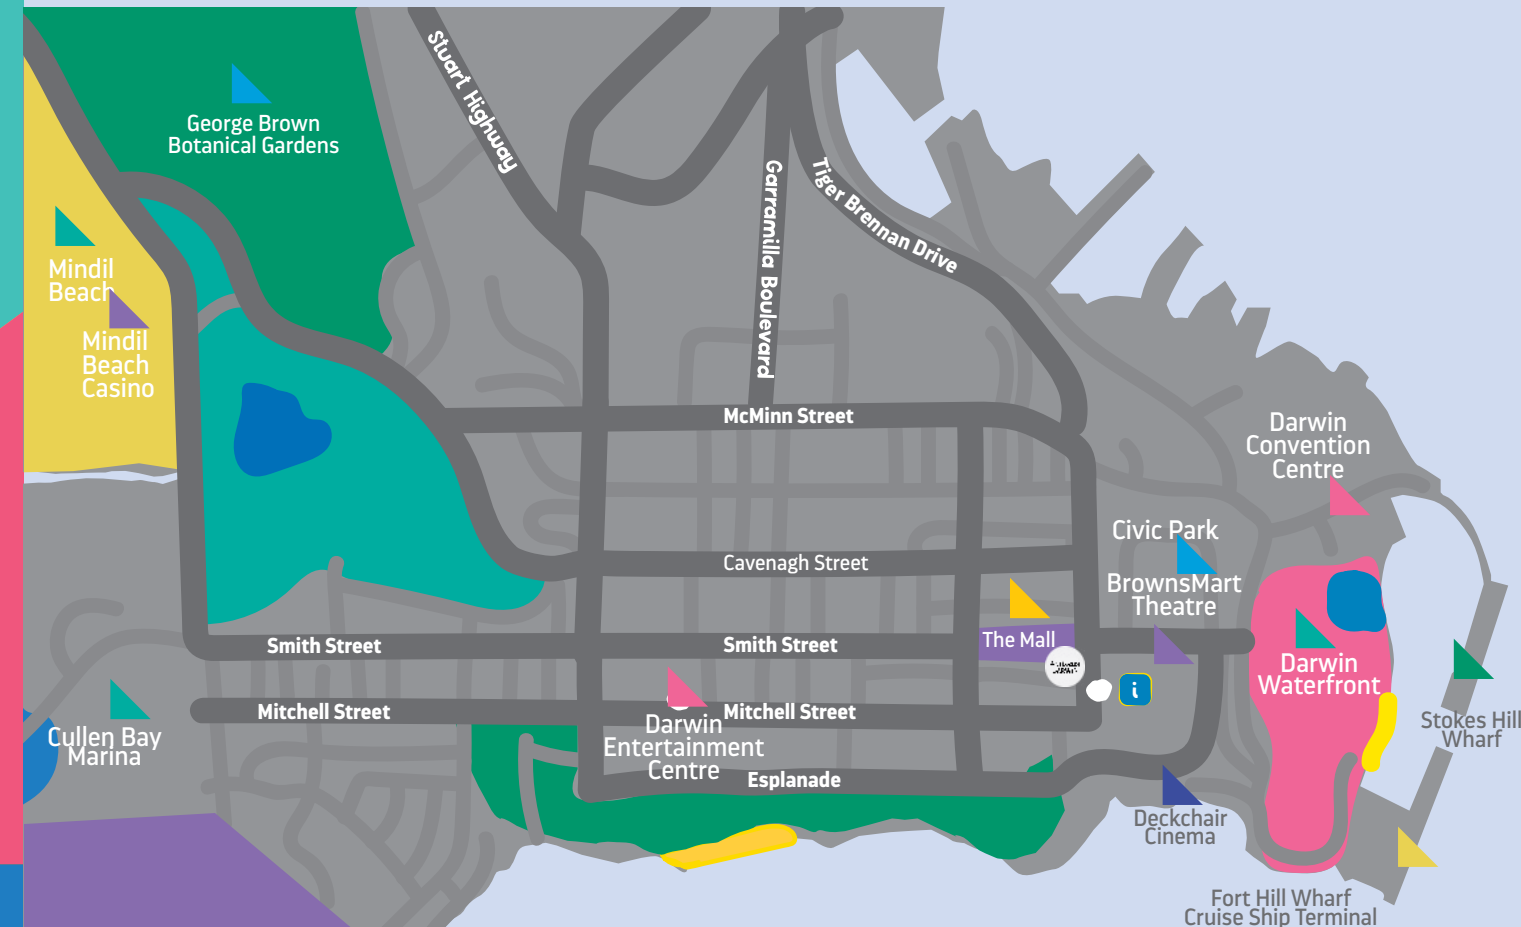 Stuart Highway
George Brown
Botanical Gardens
Garramilla Boulevard
Tiger Brennan Drive
Mindil
Beach
Mindil
Beach
Casino
McMinn Street
Darwin
Convention
Centre
Civic Park
Cavenagh Street
BrownsMart
Theatre
The Mall
Smith Street
Smith Street
Darwin
Waterfront
i
Mitchell Street
Mitchell Street
Darwin
Entertainment
Centre
Cullen Bay
Marina
Stokes Hill
Wharf
Esplanade
Deckchair
Cinema
Fort Hill Wharf
Cruise Ship Terminal